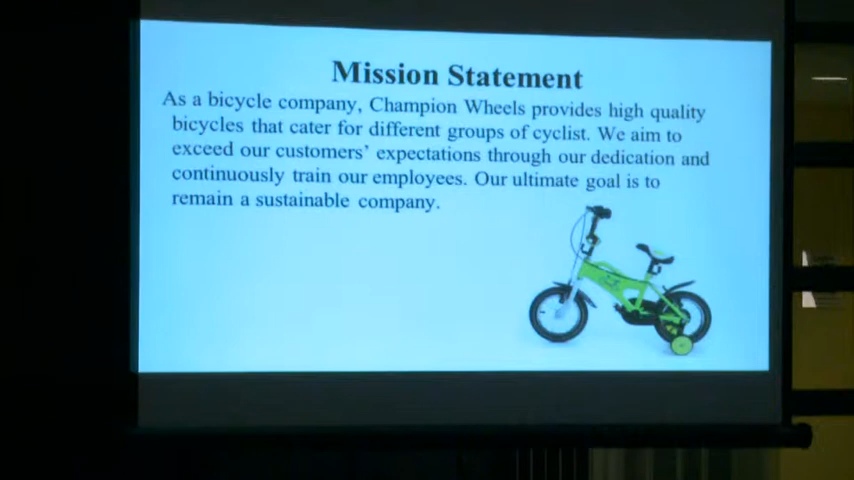 Mission Statement
As a bicycle company, Champion Wheels provides high quality
bicycles that cater for different groups of cyclist. We aim to
exceed our customers’ expectations through our dedication and
continuously train our employees. Our ultimate goal is to
remain a sustainable company.